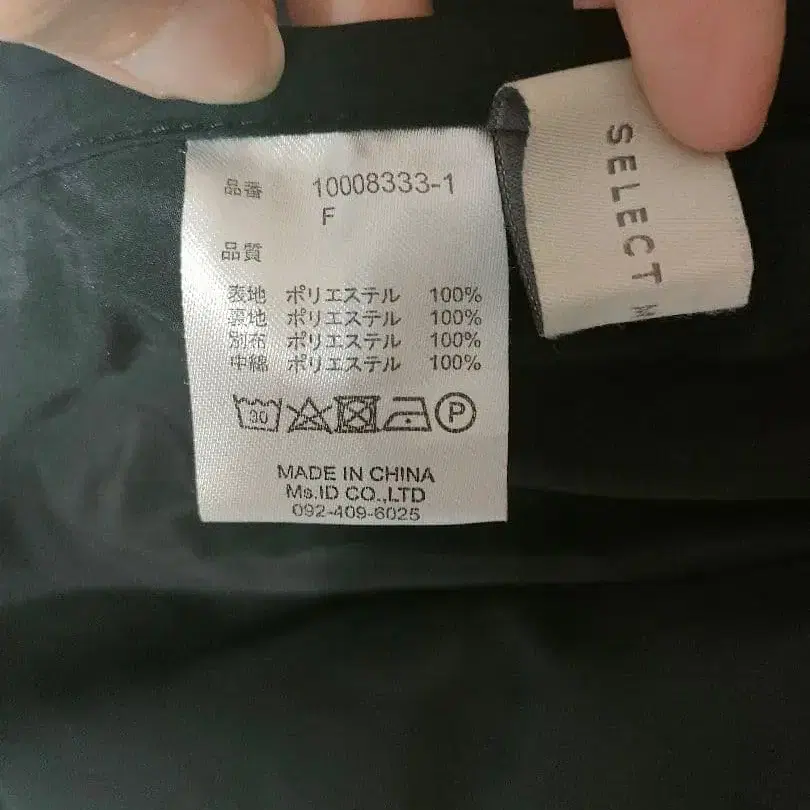 品番 10008333-1
F
品質
表地 ポリエステル 100%
裏地 ポリエステル 100%
別布 ポリエステル 100%
中綿 ポリエステル 100%
30
P
MADE IN CHINA
Ms.ID CO.,LTD
092-409-6025
SELECT